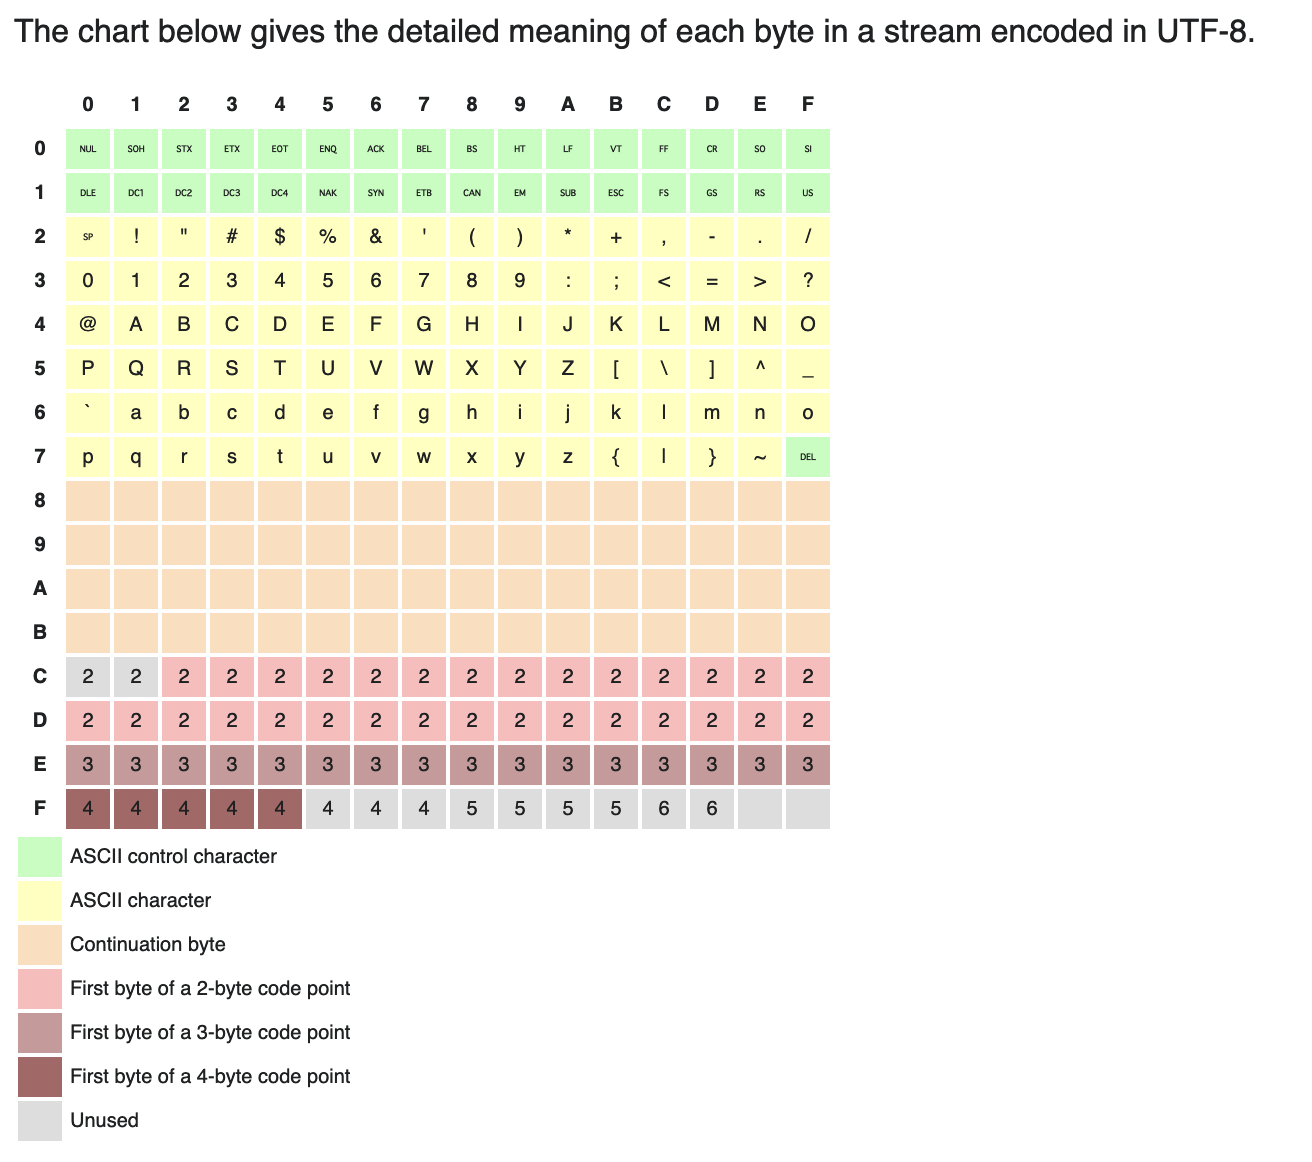 The chart below gives the detailed meaning of each byte in a stream encoded in UTF-8.
0 1 2 3 4 5 6 7 8 9 A B C D E F
0 NUL SOH STX ETX EOT ENQ ACK BEL BS HT LF VT FF CR SO SI
1 DLE DC1 DC2 DC3 DC4 NAK SYN ETB CAN EM SUB ESC FS GS RS US
2 SP ! " # $ % & ' ( ) * + , - . /
3 0 1 2 3 4 5 6 7 8 9 : ; < = > ?
4 @ A B C D E F G H I J K L M N O
5 P Q R S T U V W X Y Z [ \ ] ^ _
6 ` a b c d e f g h i j k l m n o
7 p q r s t u v w x y z { | } ~ DEL
8
9
A
B
C 2 2 2 2 2 2 2 2 2 2 2 2 2 2 2 2
D 2 2 2 2 2 2 2 2 2 2 2 2 2 2 2 2
E 3 3 3 3 3 3 3 3 3 3 3 3 3 3 3 3
F 4 4 4 4 4 4 4 4 5 5 5 5 6 6
ASCII control character
ASCII character
Continuation byte
First byte of a 2-byte code point
First byte of a 3-byte code point
First byte of a 4-byte code point
Unused